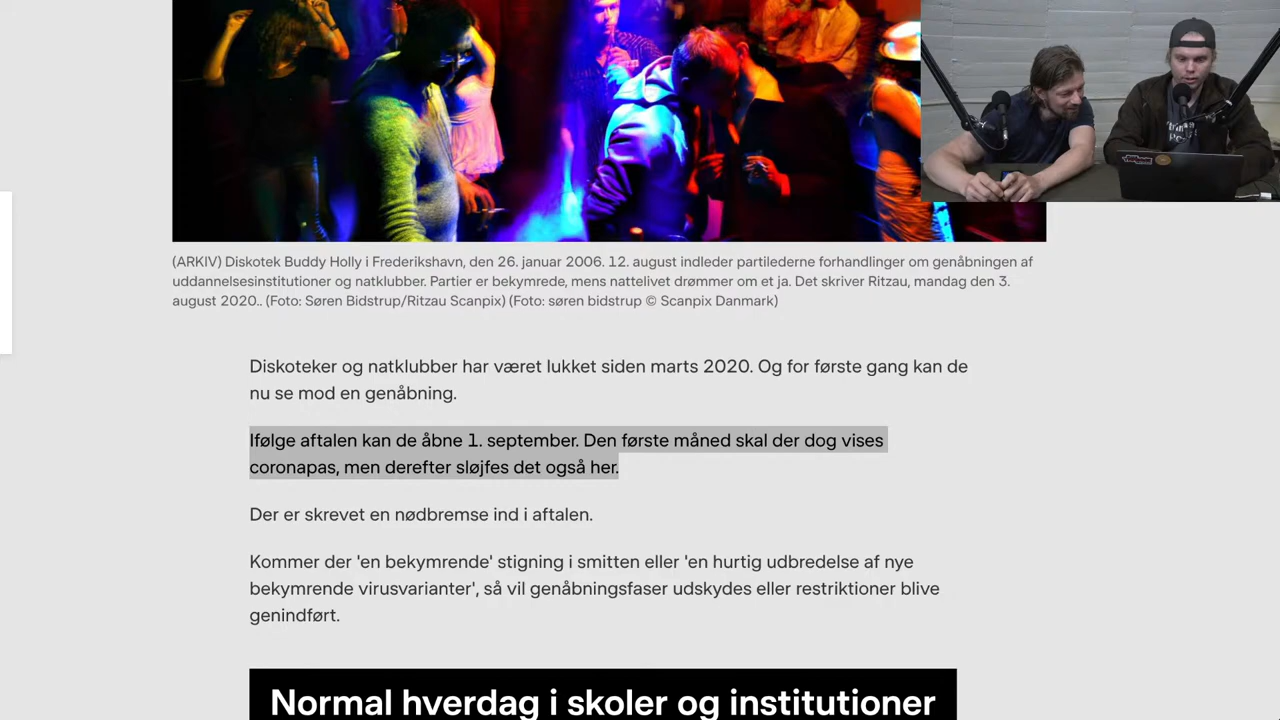 (ARKIV) Diskotek Buddy Holly i Frederikshavn, den 26. januar 2006. 12. august indleder partilederne forhandlinger om genåbningen af
uddannelsesinstitutioner og natklubber. Partier er bekymrede, mens nattelivet drømmer om et ja. Det skriver Ritzau, mandag den 3.
august 2020.. (Foto: Søren Bidstrup/Ritzau Scanpix) (Foto: søren bidstrup © Scanpix Danmark)
Diskoteker og natklubber har været lukket siden marts 2020. Og for første gang kan de
nu se mod en genåbning.
Ifølge aftalen kan de åbne 1. september. Den første måned skal der dog vises
coronapas, men derefter sløjfes det også her.
Der er skrevet en nødbremse ind i aftalen.
Kommer der 'en bekymrende' stigning i smitten eller 'en hurtig udbredelse af nye
bekymrende virusvarianter', så vil genåbningsfaser udskydes eller restriktioner blive
genindført.
Normal hverdag i skoler og institutioner